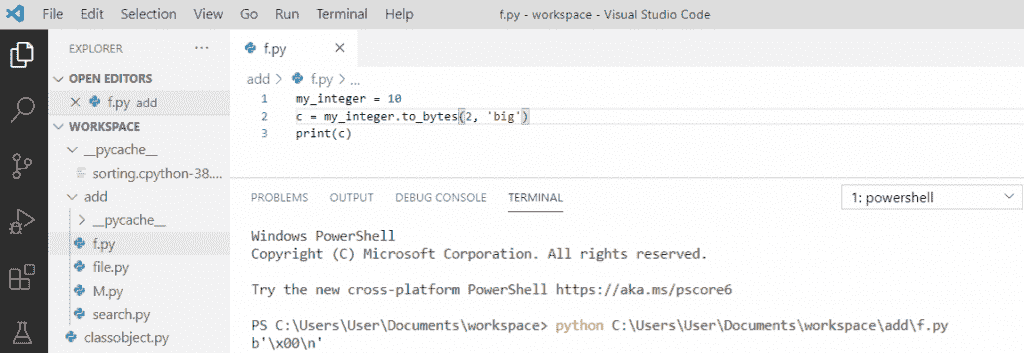 File Edit Selection View Go Run Terminal Help f.py - workspace - Visual Studio Code
EXPLORER ...
OPEN EDITORS
f.py add
WORKSPACE
__pycache__
sorting.cpython-38....
add
__pycache__
f.py
file.py
M.py
search.py
classobject.py
f.py
add > f.py > ...
1 my_integer = 10
2 c = my_integer.to_bytes(2, 'big')
3 print(c)
PROBLEMS OUTPUT DEBUG CONSOLE TERMINAL 1: powershell
Windows PowerShell
Copyright (C) Microsoft Corporation. All rights reserved.
Try the new cross-platform PowerShell https://aka.ms/pscore6
PS C:\Users\User\Documents\workspace> python C:\Users\User\Documents\workspace\add\f.py
b'\x00\n'